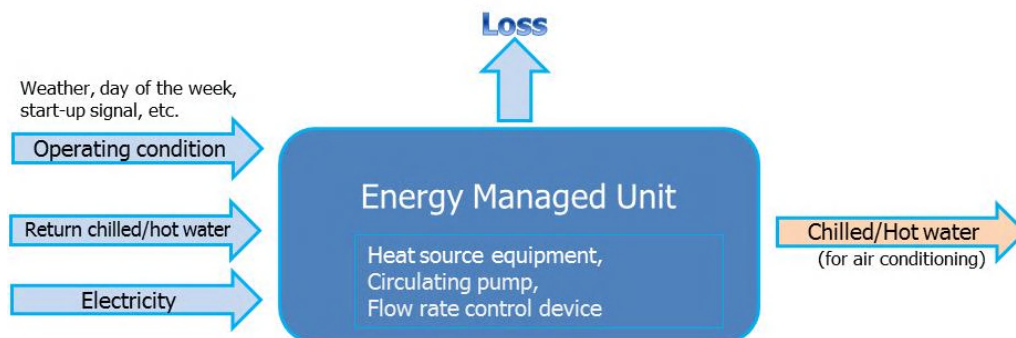 Loss
Weather, day of the week,
start-up signal, etc.
Operating condition
Return chilled/hot water
Electricity
Energy Managed Unit
Heat source equipment,
Circulating pump,
Flow rate control device
Chilled/Hot water
(for air conditioning)